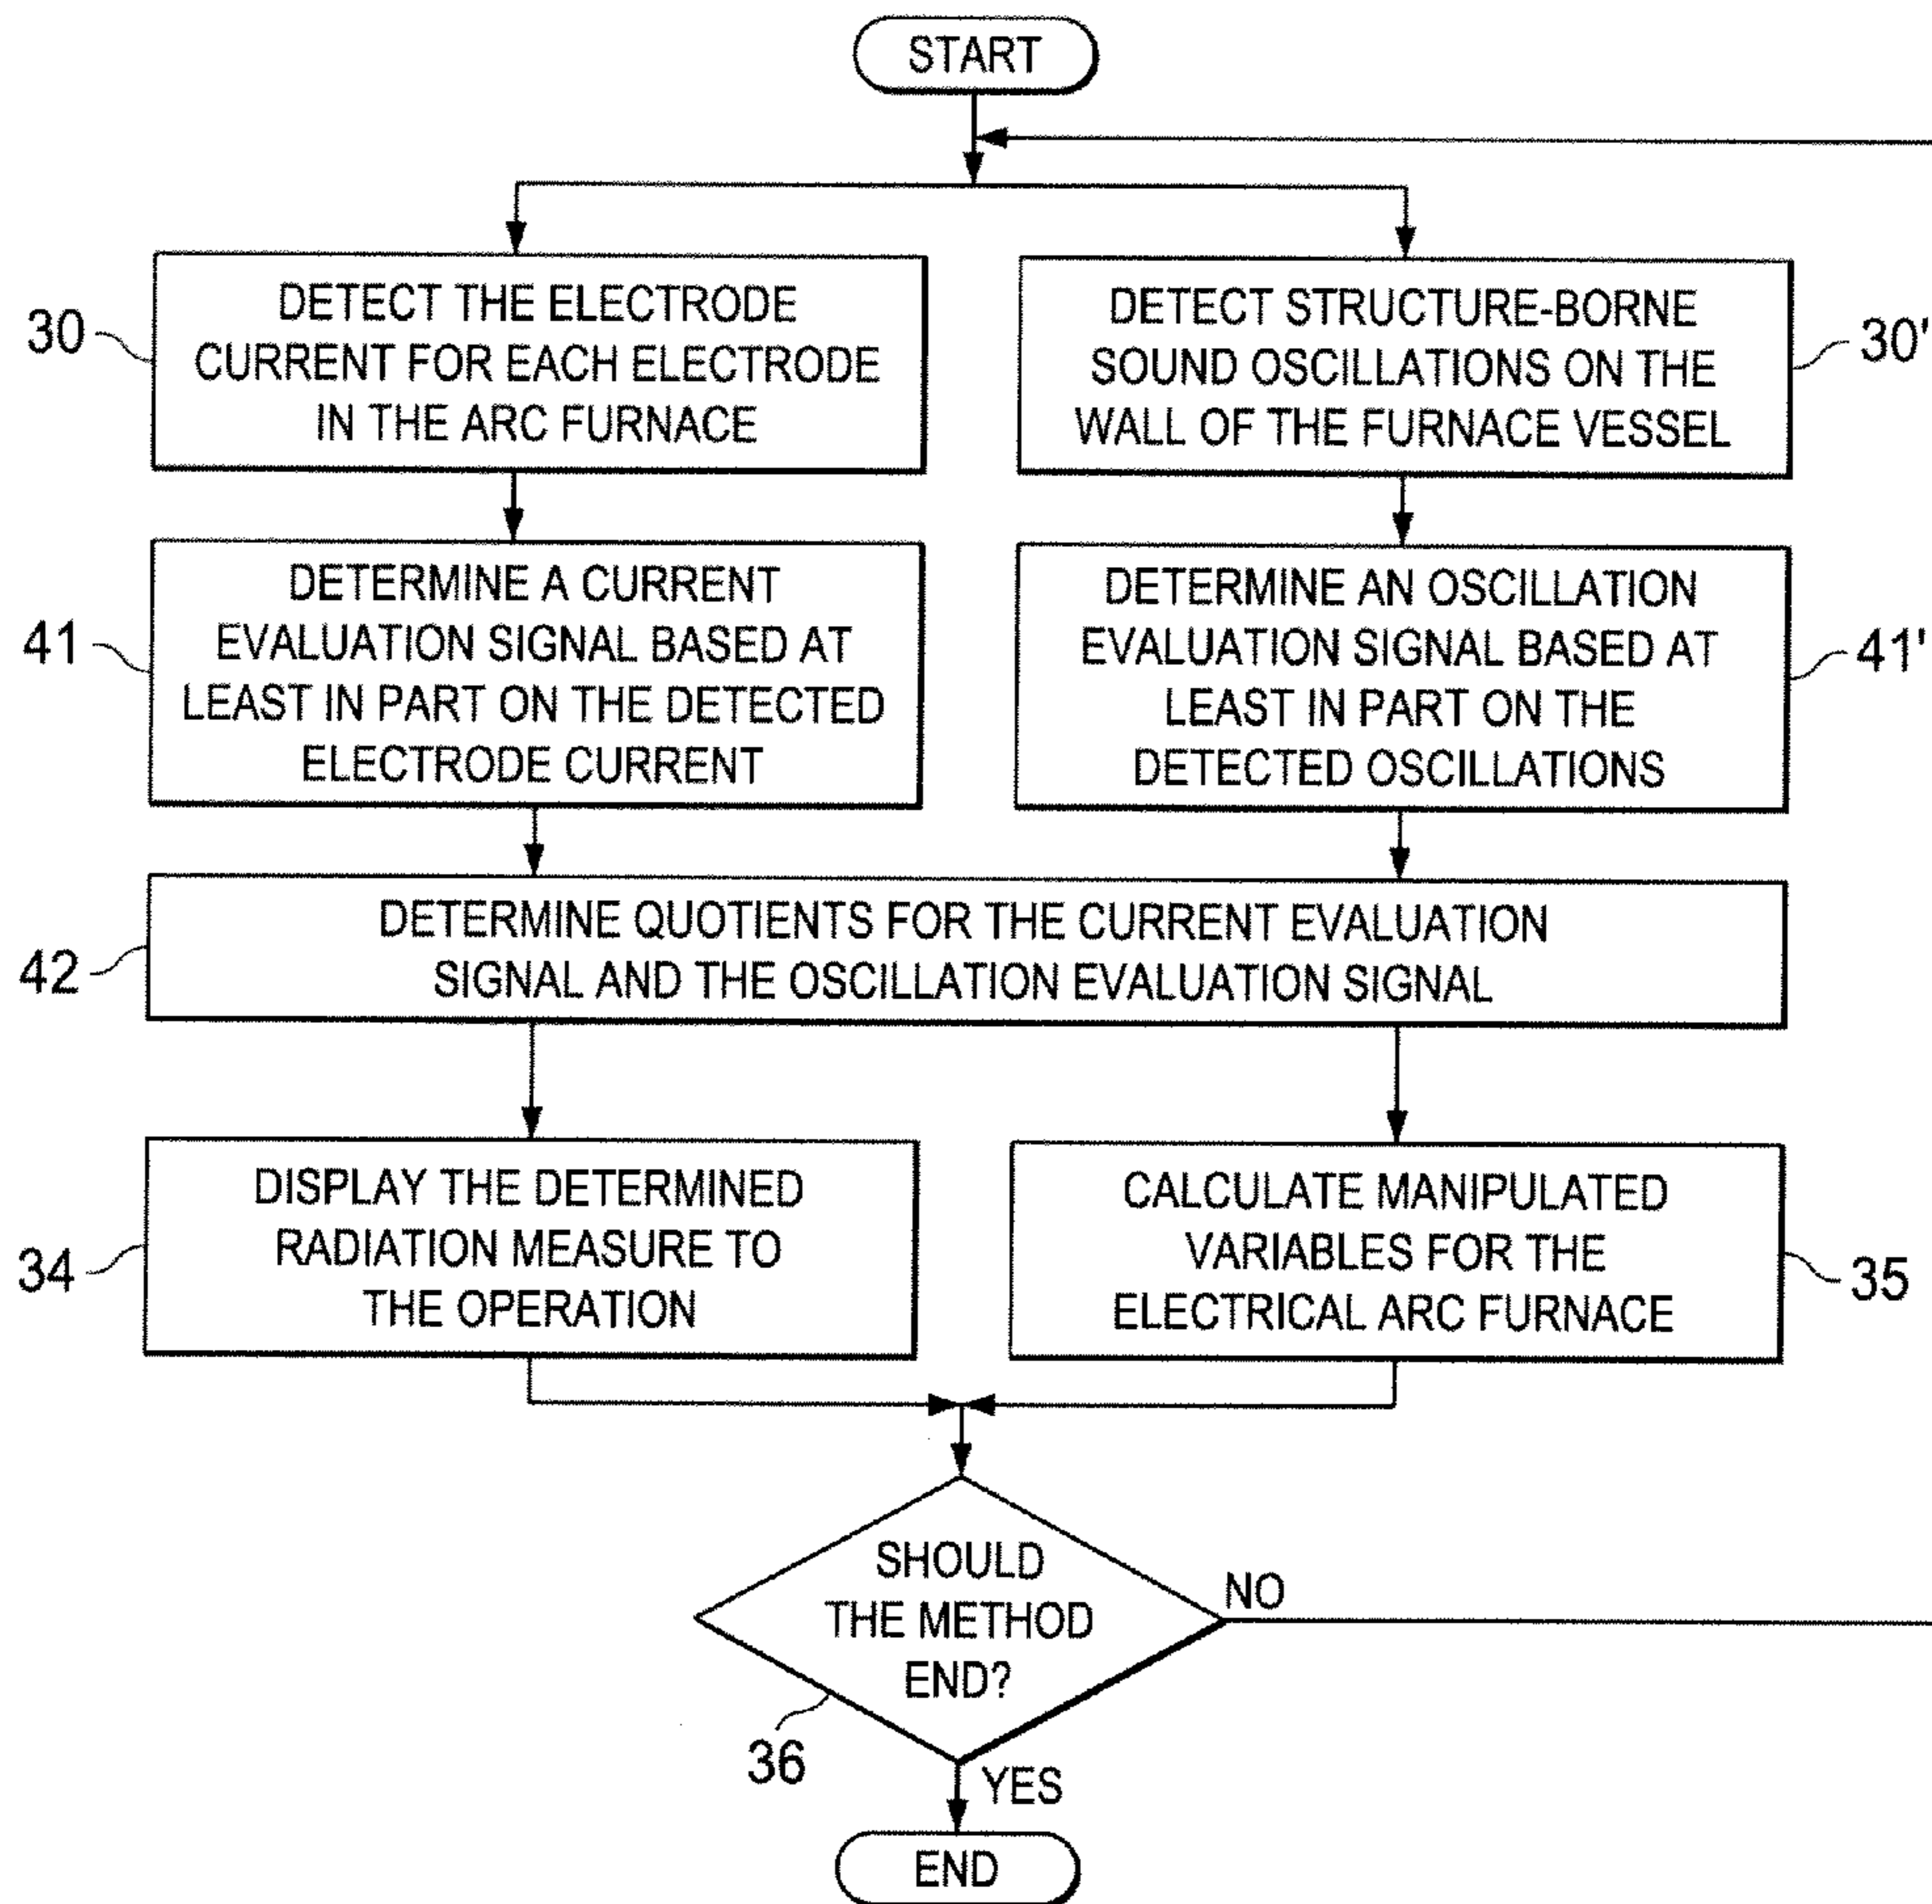 START
30
DETECT THE ELECTRODE
CURRENT FOR EACH ELECTRODE
IN THE ARC FURNACE
DETECT STRUCTURE-BORNE
SOUND OSCILLATIONS ON THE
WALL OF THE FURNACE VESSEL
30'
41
DETERMINE A CURRENT
EVALUATION SIGNAL BASED AT
LEAST IN PART ON THE DETECTED
ELECTRODE CURRENT
DETERMINE AN OSCILLATION
EVALUATION SIGNAL BASED AT
LEAST IN PART ON THE
DETECTED OSCILLATIONS
41'
42
DETERMINE QUOTIENTS FOR THE CURRENT EVALUATION
SIGNAL AND THE OSCILLATION EVALUATION SIGNAL
34
DISPLAY THE DETERMINED
RADIATION MEASURE TO
THE OPERATION
CALCULATE MANIPULATED
VARIABLES FOR THE
ELECTRICAL ARC FURNACE
35
SHOULD
THE METHOD
END?
NO
36
YES
END